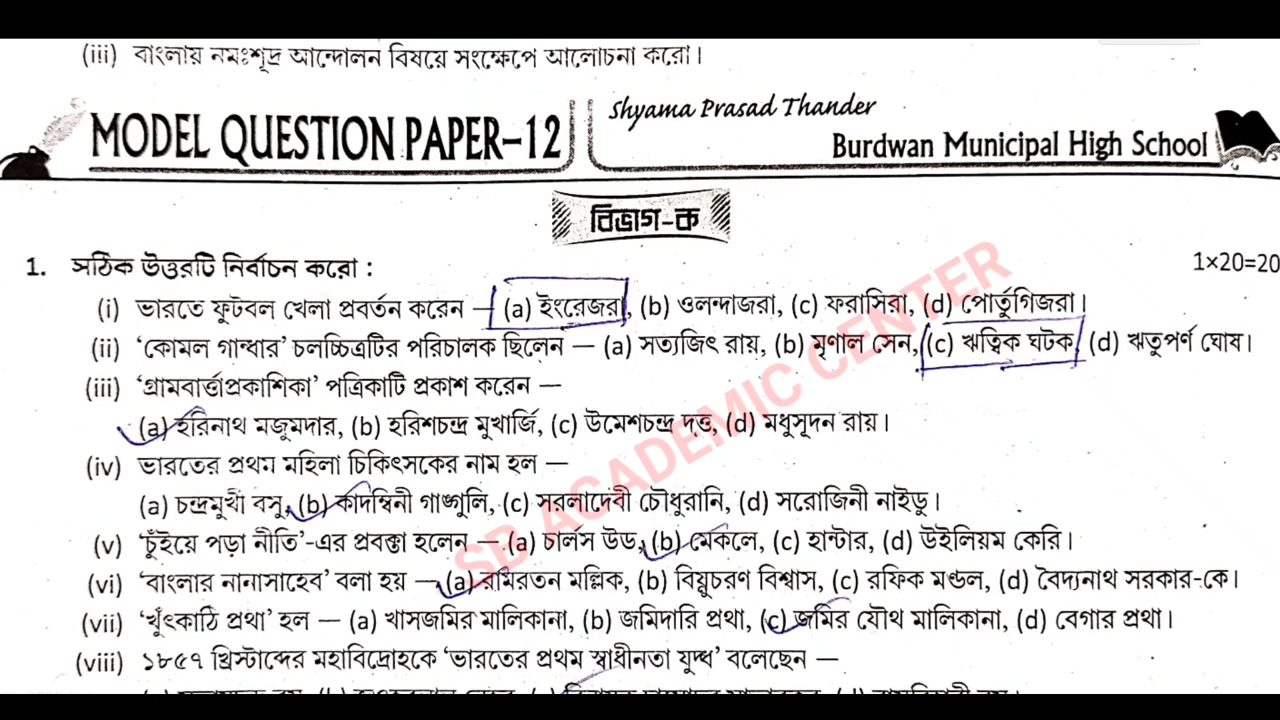 (iii) বাংলায় নমঃশূদ্র আন্দোলন বিষয়ে সংক্ষেপে আলোচনা করো।
MODEL QUESTION PAPER–12
Shyama Prasad Thander
Burdwan Municipal High School
বিভাগ-ক
1. সঠিক উত্তরটি নির্বাচন করো : 1×20=20
(i) ভারতে ফুটবল খেলা প্রবর্তন করেন — (a) ইংরেজরা, (b) ওলন্দাজরা, (c) ফরাসিরা, (d) পোর্তুগিজরা।
(ii) ‘কোমল গান্ধার’ চলচ্চিত্রটির পরিচালক ছিলেন — (a) সত্যজিৎ রায়, (b) মৃণাল সেন, (c) ঋত্বিক ঘটক, (d) ঋতুপর্ণ ঘোষ।
(iii) ‘গ্রামবার্ত্তাপ্রকাশিকা’ পত্রিকাটি প্রকাশ করেন —
(a) হরিনাথ মজুমদার, (b) হরিশচন্দ্র মুখার্জি, (c) উমেশচন্দ্র দত্ত, (d) মধুসূদন রায়।
(iv) ভারতের প্রথম মহিলা চিকিৎসকের নাম হল —
(a) চন্দ্রমুখী বসু, (b) কাদম্বিনী গাঙ্গুলি, (c) সরলাদেবী চৌধুরানি, (d) সরোজিনী নাইডু।
(v) ‘চুঁইয়ে পড়া নীতি’-এর প্রবক্তা হলেন — (a) চার্লস উড, (b) মেকলে, (c) হান্টার, (d) উইলিয়ম কেরি।
(vi) ‘বাংলার নানাসাহেব’ বলা হয় — (a) রামরতন মল্লিক, (b) বিষ্ণুচরণ বিশ্বাস, (c) রফিক মণ্ডল, (d) বৈদ্যনাথ সরকার-কে।
(vii) ‘খুঁৎকাঠি প্রথা’ হল — (a) খাসজমির মালিকানা, (b) জমিদারি প্রথা, (c) জমির যৌথ মালিকানা, (d) বেগার প্রথা।
(viii) ১৮৫৭ খ্রিস্টাব্দের মহাবিদ্রোহকে ‘ভারতের প্রথম স্বাধীনতা যুদ্ধ’ বলেছেন —
SB ACADEMIC CENTER